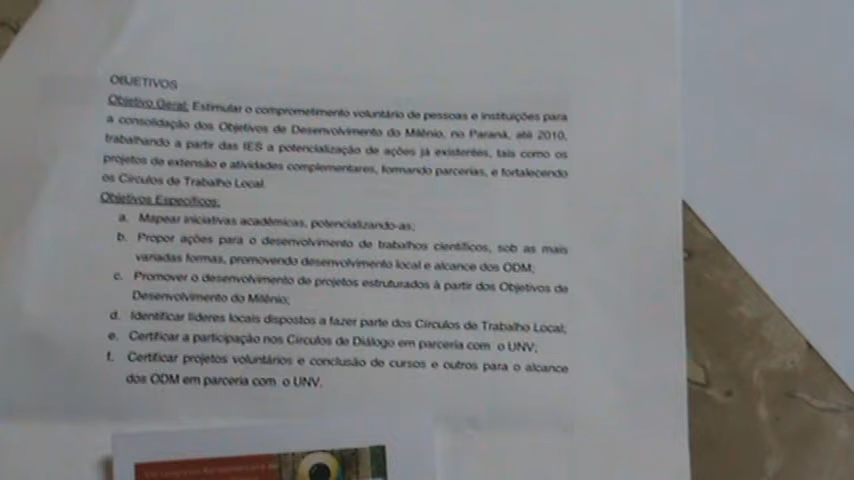 OBJETIVOS
Objetivo Geral: Estimular o comprometimento voluntário de pessoas e instituições para
a consolidação dos Objetivos de Desenvolvimento do Milênio, no Paraná, até 2010,
trabalhando a partir das IES a potencialização de ações já existentes, tais como os
projetos de extensão e atividades complementares, formando parcerias, e fortalecendo
os Círculos de Trabalho Local.
Objetivos Específicos:
a. Mapear iniciativas acadêmicas, potencializando-as;
b. Propor ações para o desenvolvimento de trabalhos científicos, sob as mais
variadas formas, promovendo desenvolvimento local e alcance dos ODM;
c. Promover o desenvolvimento de projetos estruturados à partir dos Objetivos de
Desenvolvimento do Milênio;
d. Identificar líderes locais dispostos a fazer parte dos Círculos de Trabalho Local;
e. Certificar a participação nos Círculos de Diálogo em parceria com o UNV;
f. Certificar projetos voluntários e conclusão de cursos e outros para o alcance
dos ODM em parceria com o UNV.